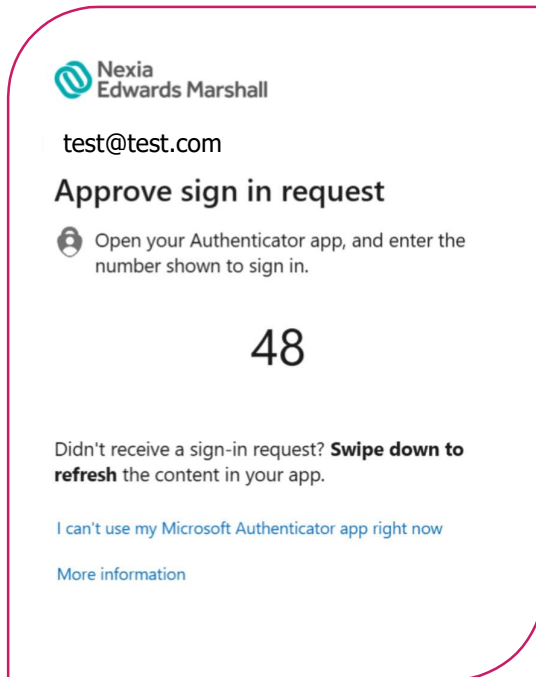 Nexia
Edwards Marshall
test@test.com
Approve sign in request
Open your Authenticator app, and enter the
number shown to sign in.
48
Didn't receive a sign-in request? Swipe down to
refresh the content in your app.
I can't use my Microsoft Authenticator app right now
More information